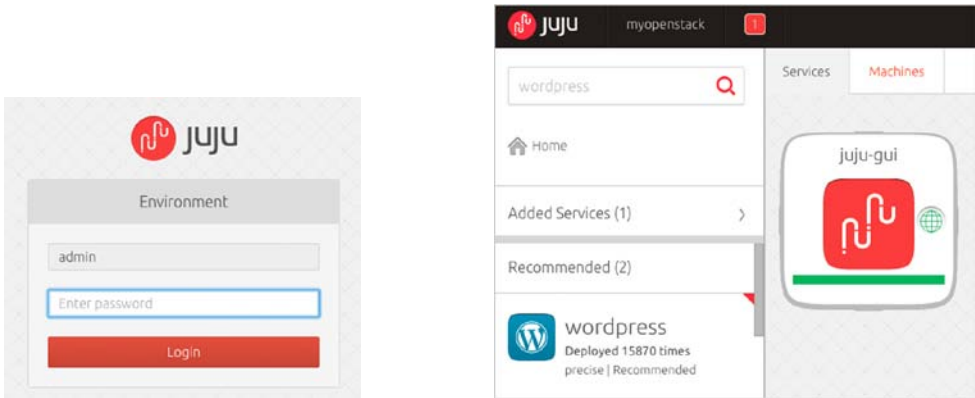 juju
Environment
admin
Enter password
Login
juju
myopenstack
1
wordpress
Home
Added Services (1)
Recommended (2)
wordpress
Deployed 15870 times
precise | Recommended
Services
Machines
juju-gui